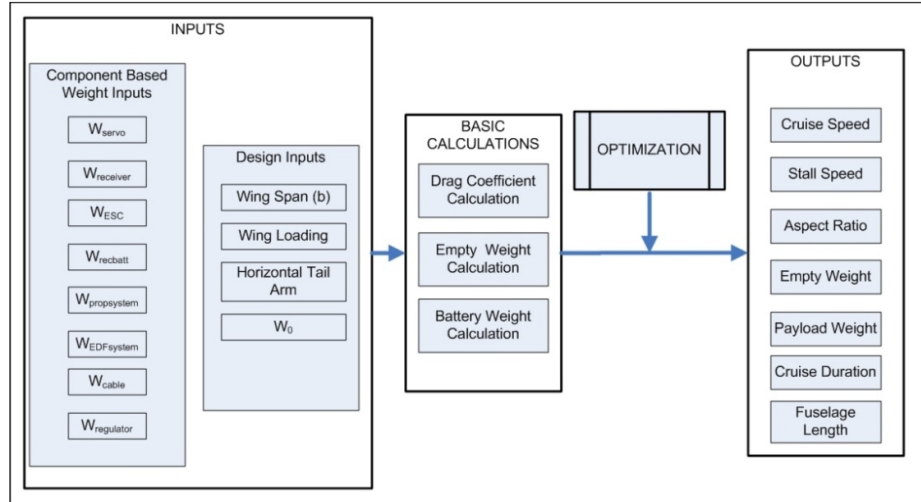 INPUTS
Component Based
Weight Inputs
Wservo
Wreceiver
WESC
Wrecbatt
Wpropsystem
WEDFsystem
Wcable
Wregulator
Design Inputs
Wing Span (b)
Wing Loading
Horizontal Tail
Arm
W0
BASIC
CALCULATIONS
Drag Coefficient
Calculation
Empty Weight
Calculation
Battery Weight
Calculation
OPTIMIZATION
OUTPUTS
Cruise Speed
Stall Speed
Aspect Ratio
Empty Weight
Payload Weight
Cruise Duration
Fuselage
Length